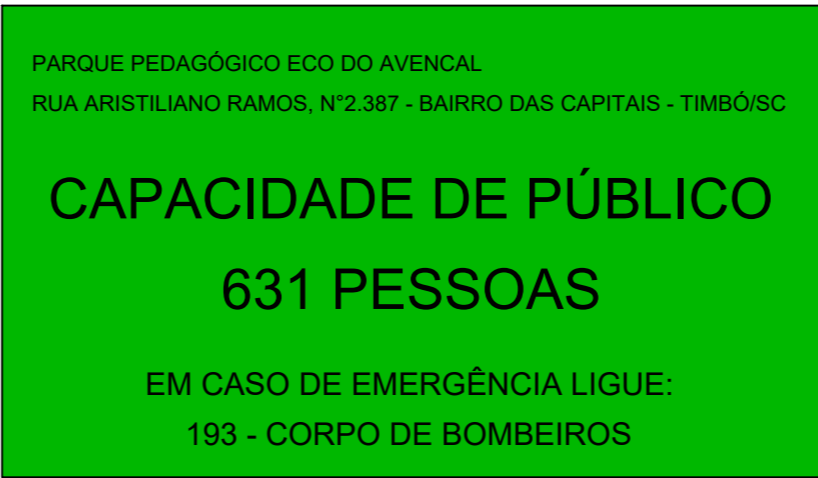 PARQUE PEDAGÓGICO ECO DO AVENCAL
RUA ARISTILIANO RAMOS, N°2.387 - BAIRRO DAS CAPITAIS - TIMBÓ/SC
CAPACIDADE DE PÚBLICO
631 PESSOAS
EM CASO DE EMERGÊNCIA LIGUE:
193 - CORPO DE BOMBEIROS